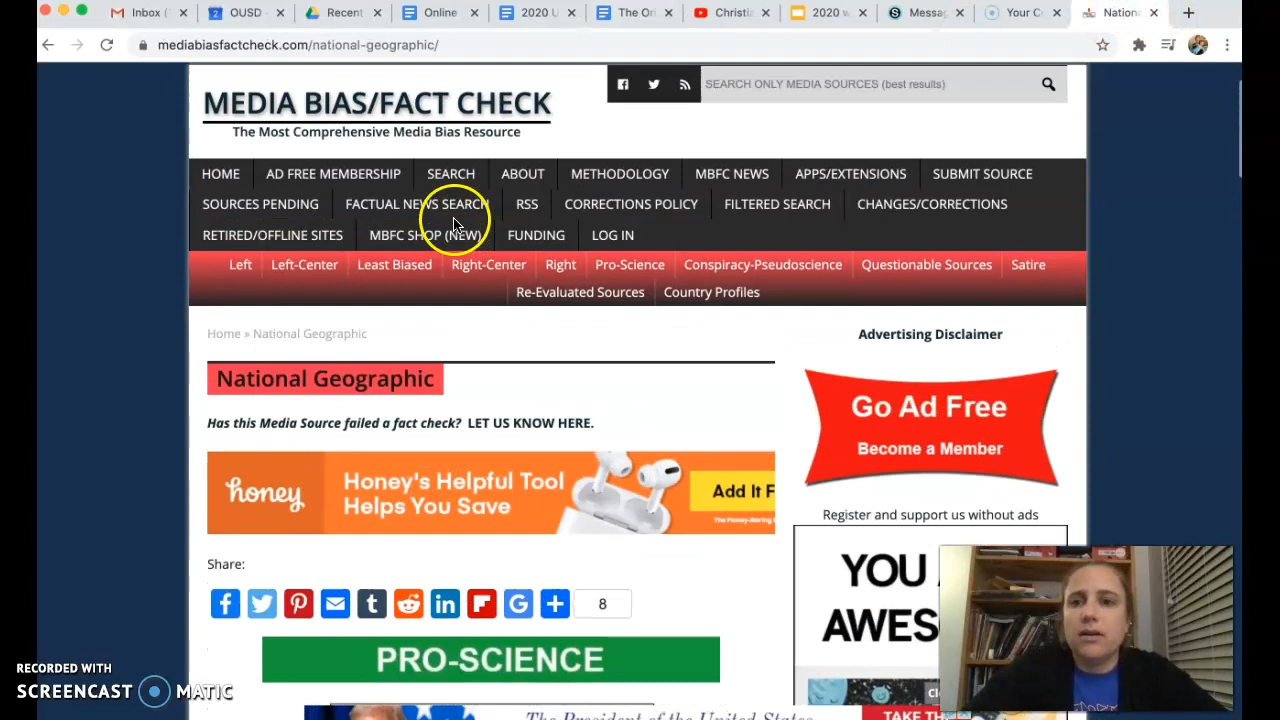 Inbox (
OUSD -
Recent
Online
2020 U
The Ori
Christia
2020 w
Messag
Your Co
Nationa
mediabiasfactcheck.com/national-geographic/
MEDIA BIAS/FACT CHECK
The Most Comprehensive Media Bias Resource
SEARCH ONLY MEDIA SOURCES (best results)
HOME AD FREE MEMBERSHIP SEARCH ABOUT METHODOLOGY MBFC NEWS APPS/EXTENSIONS SUBMIT SOURCE
SOURCES PENDING FACTUAL NEWS SEARCH RSS CORRECTIONS POLICY FILTERED SEARCH CHANGES/CORRECTIONS
RETIRED/OFFLINE SITES MBFC SHOP (NEW) FUNDING LOG IN
Left Left-Center Least Biased Right-Center Right Pro-Science Conspiracy-Pseudoscience Questionable Sources Satire
Re-Evaluated Sources Country Profiles
Home » National Geographic
National Geographic
Has this Media Source failed a fact check? LET US KNOW HERE.
honey
Honey's Helpful Tool
Helps You Save
Add It F
Share:
8
PRO-SCIENCE
The President of the United States
Advertising Disclaimer
Go Ad Free
Become a Member
Register and support us without ads
YOU
AWES
TAKE TH
RECORDED WITH
SCREENCAST MATIC